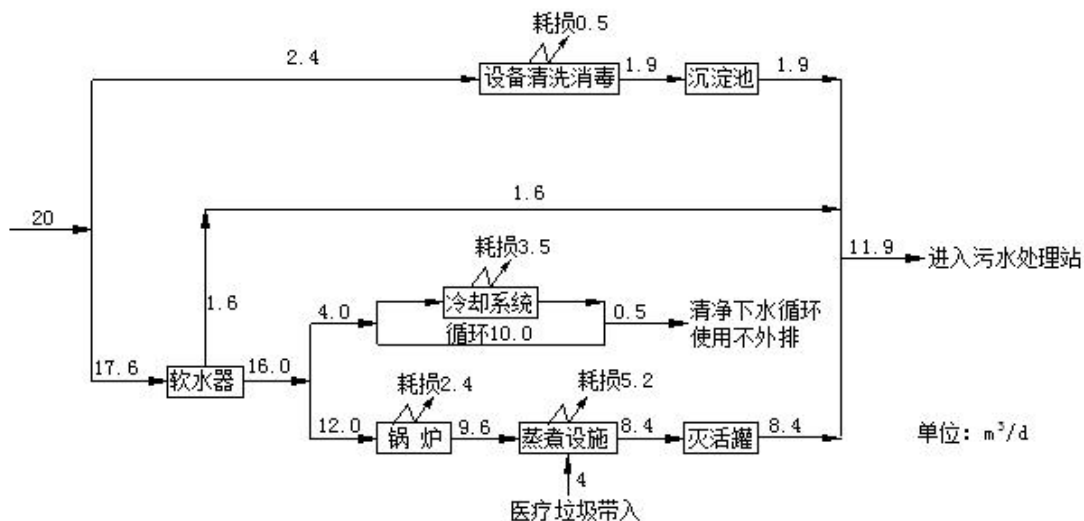 耗损0.5
2.4
设备清洗消毒
1.9
沉淀池
1.9
20
1.6
11.9
进入污水处理站
耗损3.5
1.6
4.0
冷却系统
0.5
清净下水循环
使用不外排
循环10.0
17.6
软水器
16.0
耗损2.4
耗损5.2
12.0
锅 炉
9.6
蒸煮设施
8.4
灭活罐
8.4
单位: m³/d
4
医疗垃圾带入